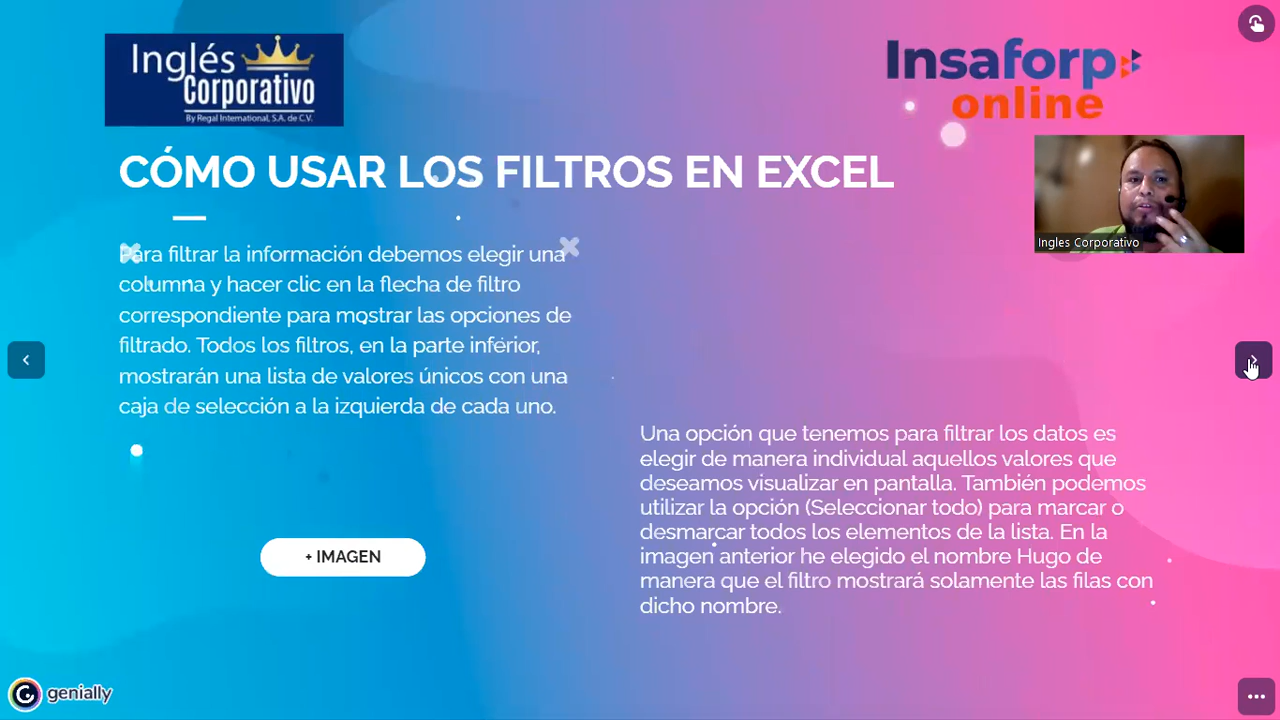 Inglés
Corporativo
By Regal International, S.A. de C.V.
Insaforp
online
CÓMO USAR LOS FILTROS EN EXCEL
Ingles Corporativo
Para filtrar la información debemos elegir una
columna y hacer clic en la flecha de filtro
correspondiente para mostrar las opciones de
filtrado. Todos los filtros, en la parte inferior,
mostrarán una lista de valores únicos con una
caja de selección a la izquierda de cada uno.
Una opción que tenemos para filtrar los datos es
elegir de manera individual aquellos valores que
deseamos visualizar en pantalla. También podemos
utilizar la opción (Seleccionar todo) para marcar o
desmarcar todos los elementos de la lista. En la
imagen anterior he elegido el nombre Hugo de
manera que el filtro mostrará solamente las filas con
dicho nombre.
+ IMAGEN
genially